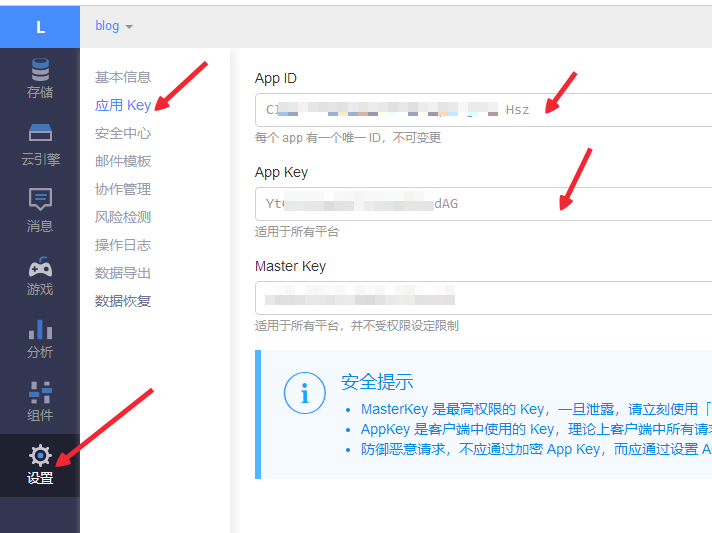 L
blog
存储
云引擎
消息
游戏
分析
组件
设置
基本信息
应用 Key
安全中心
邮件模板
协作管理
风险检测
操作日志
数据导出
数据恢复
App ID
Hsz
每个 app 有一个唯一 ID，不可变更
App Key
dAG
适用于所有平台
Master Key
适用于所有平台，并不受权限设定限制
安全提示
MasterKey 是最高权限的 Key，一旦泄露，请立刻使用「
AppKey 是客户端中使用的 Key，理论上客户端中所有请求
防御恶意请求，不应通过加密 App Key，而应通过设置 A